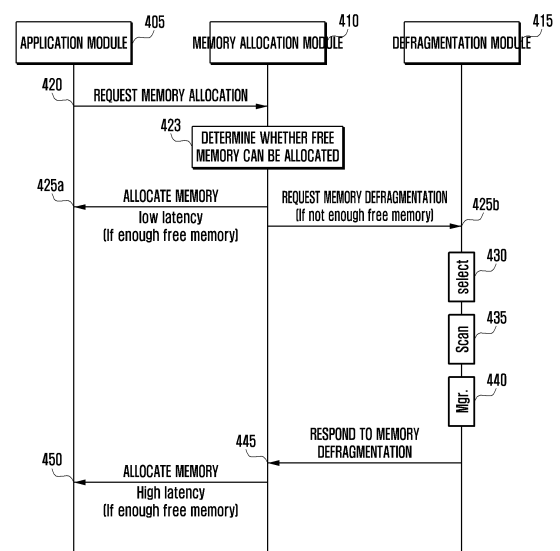 405
410
415
APPLICATION MODULE
MEMORY ALLOCATION MODULE
DEFRAGMENTATION MODULE
420
REQUEST MEMORY ALLOCATION
423
DETERMINE WHETHER FREE
MEMORY CAN BE ALLOCATED
425a
ALLOCATE MEMORY
low latency
(If enough free memory)
REQUEST MEMORY DEFRAGMENTATION
(If not enough free memory)
425b
430
select
435
Scan
440
Mgr.
RESPOND TO MEMORY
DEFRAGMENTATION
445
450
ALLOCATE MEMORY
High latency
(If enough free memory)